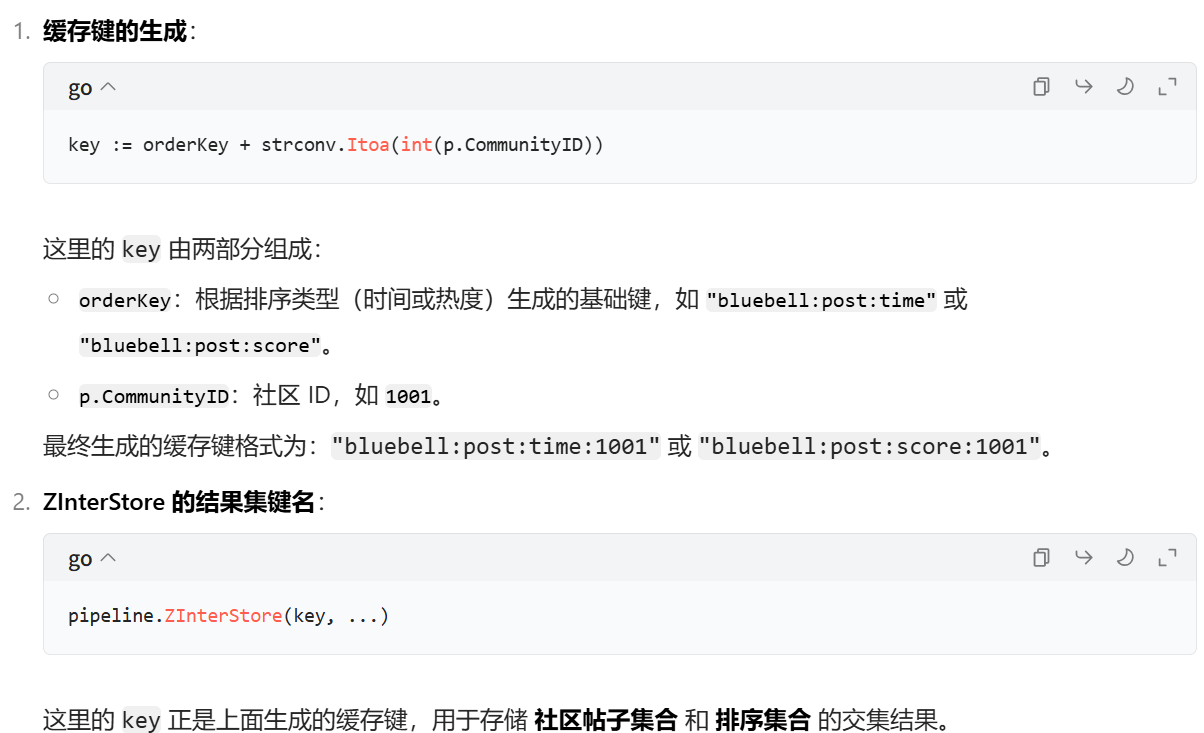 1. 缓存键的生成：
go
key := orderKey + strconv.Itoa(int(p.CommunityID))
这里的 key 由两部分组成：
orderKey：根据排序类型（时间或热度）生成的基础键，如 "bluebell:post:time" 或
"bluebell:post:score"。
p.CommunityID：社区 ID，如 1001。
最终生成的缓存键格式为："bluebell:post:time:1001" 或 "bluebell:post:score:1001"。
2. ZInterStore 的结果集键名：
go
pipeline.ZInterStore(key, ...)
这里的 key 正是上面生成的缓存键，用于存储 社区帖子集合 和 排序集合 的交集结果。